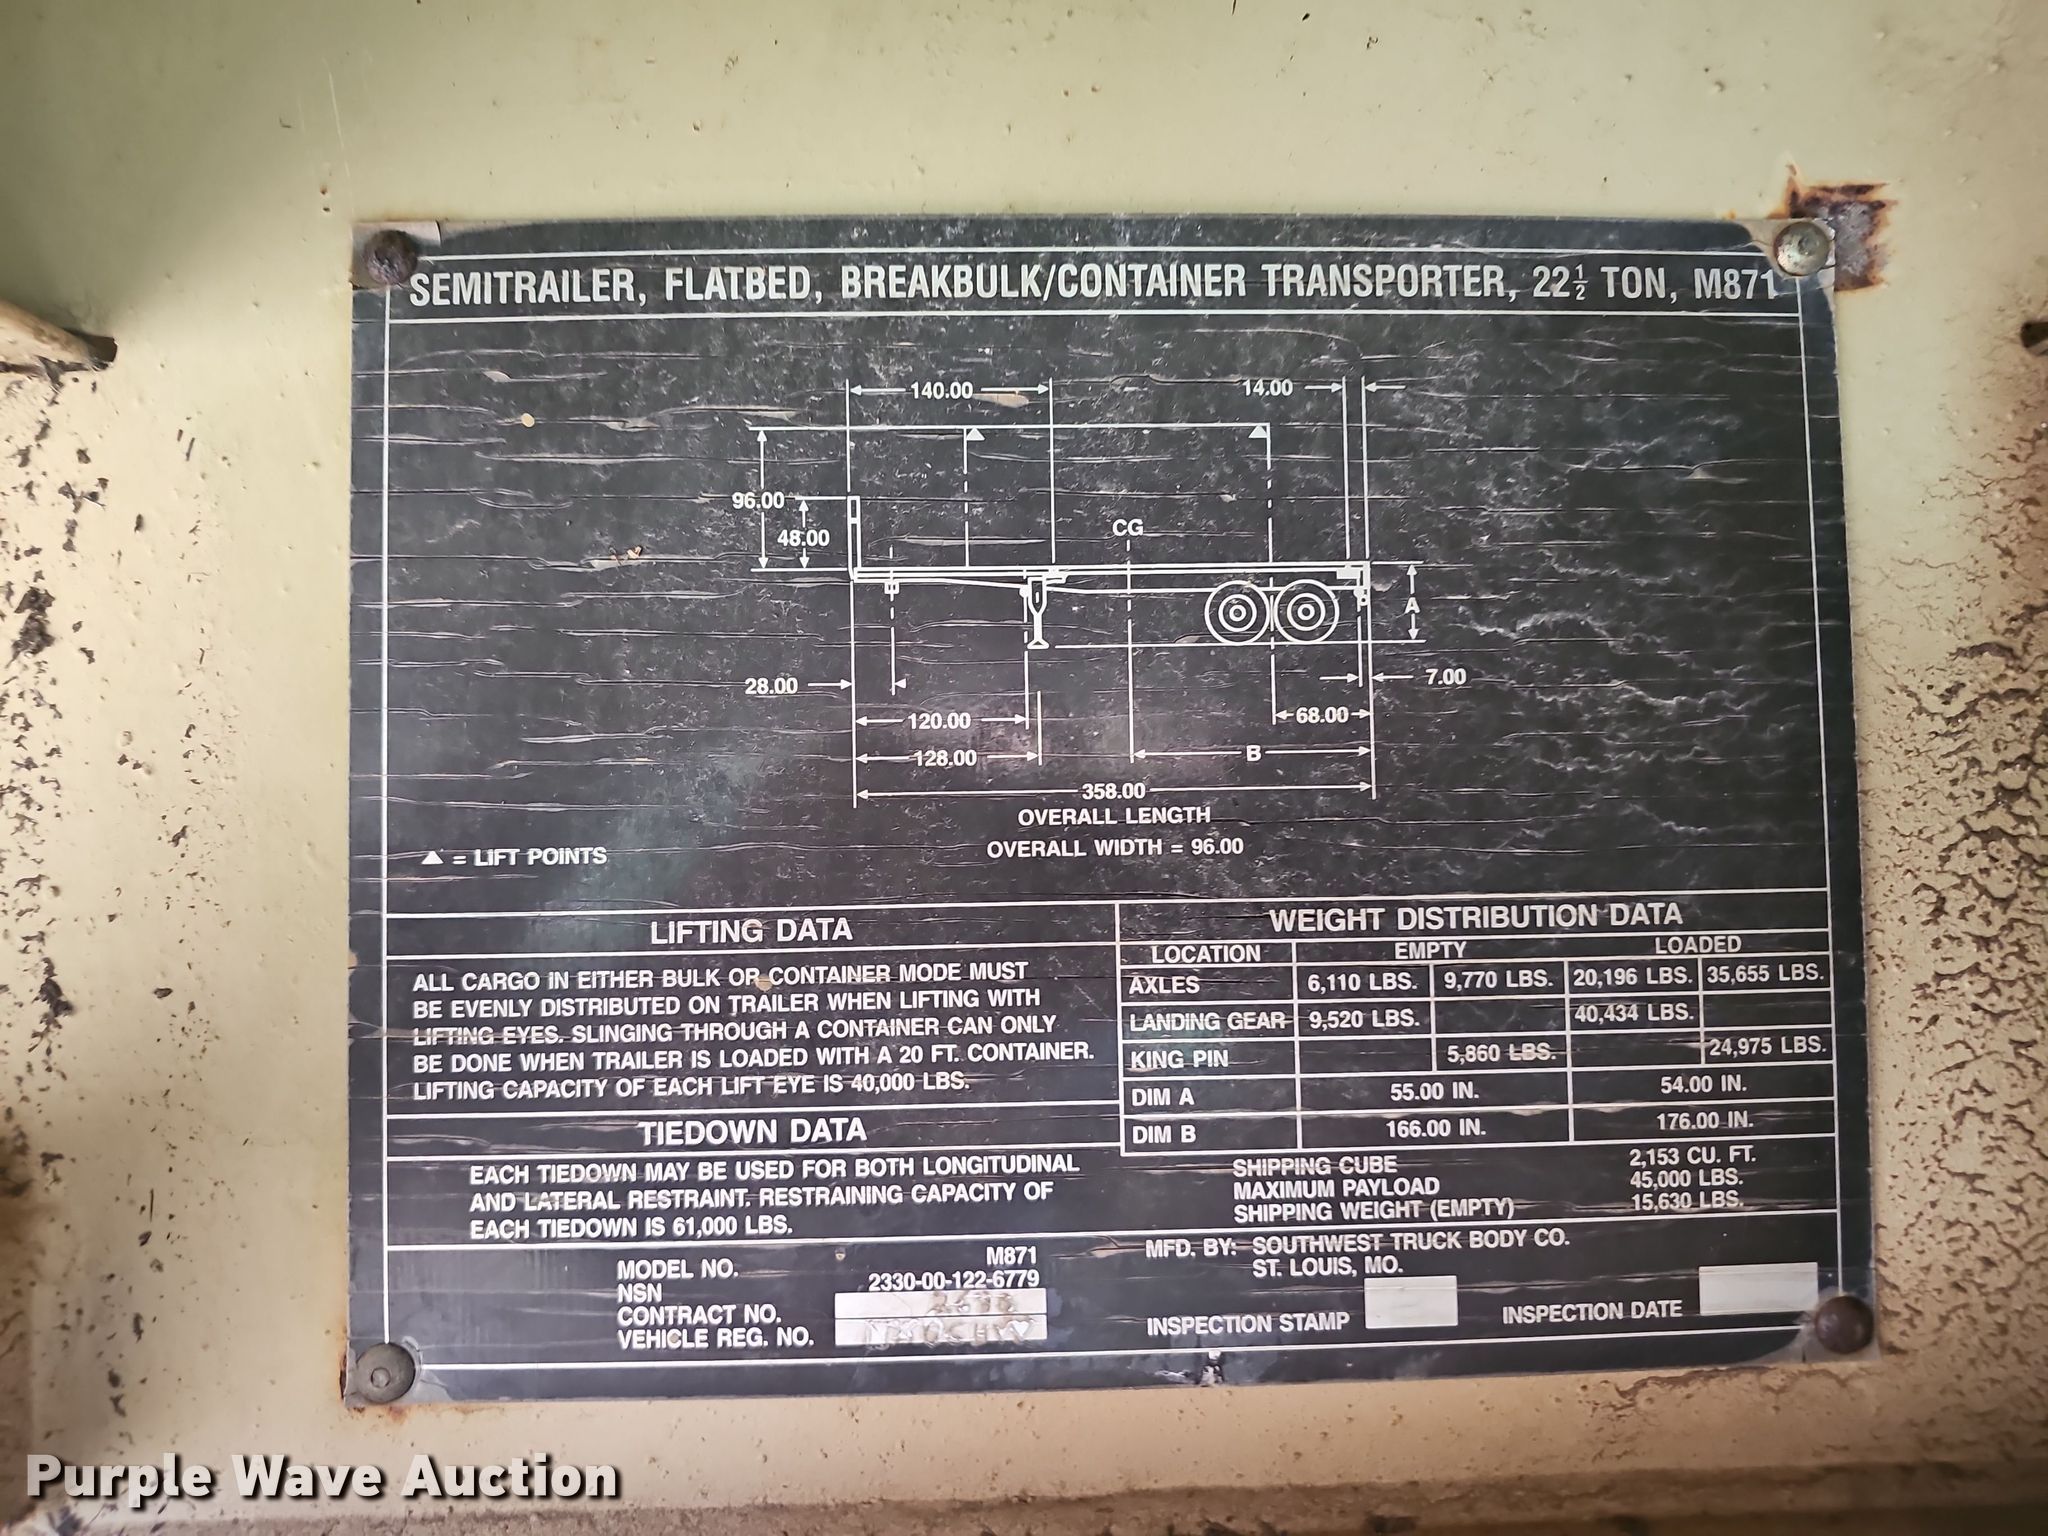 SEMITRAILER, FLATBED, BREAKBULK/CONTAINER TRANSPORTER, 22½ TON, M871
140.00
14.00
96.00
48.00
CG
A
28.00
7.00
120.00
68.00
128.00
B
358.00
OVERALL LENGTH
OVERALL WIDTH = 96.00
▲ = LIFT POINTS
LIFTING DATA
ALL CARGO IN EITHER BULK OR CONTAINER MODE MUST
BE EVENLY DISTRIBUTED ON TRAILER WHEN LIFTING WITH
LIFTING EYES. SLINGING THROUGH A CONTAINER CAN ONLY
BE DONE WHEN TRAILER IS LOADED WITH A 20 FT. CONTAINER.
LIFTING CAPACITY OF EACH LIFT EYE IS 40,000 LBS.
TIEDOWN DATA
EACH TIEDOWN MAY BE USED FOR BOTH LONGITUDINAL
AND LATERAL RESTRAINT. RESTRAINING CAPACITY OF
EACH TIEDOWN IS 61,000 LBS.
WEIGHT DISTRIBUTION DATA
LOCATION EMPTY LOADED
AXLES 6,110 LBS. 9,770 LBS. 20,196 LBS. 35,655 LBS.
LANDING GEAR 9,520 LBS. 40,434 LBS.
KING PIN 5,860 LBS. 24,975 LBS.
DIM A 55.00 IN. 54.00 IN.
DIM B 166.00 IN. 176.00 IN.
SHIPPING CUBE 2,153 CU. FT.
MAXIMUM PAYLOAD 45,000 LBS.
SHIPPING WEIGHT (EMPTY) 15,630 LBS.
MODEL NO. M871
NSN 2330-00-122-6779
CONTRACT NO.
VEHICLE REG. NO.
MFD. BY: SOUTHWEST TRUCK BODY CO.
ST. LOUIS, MO.
INSPECTION STAMP
INSPECTION DATE
Purple Wave Auction